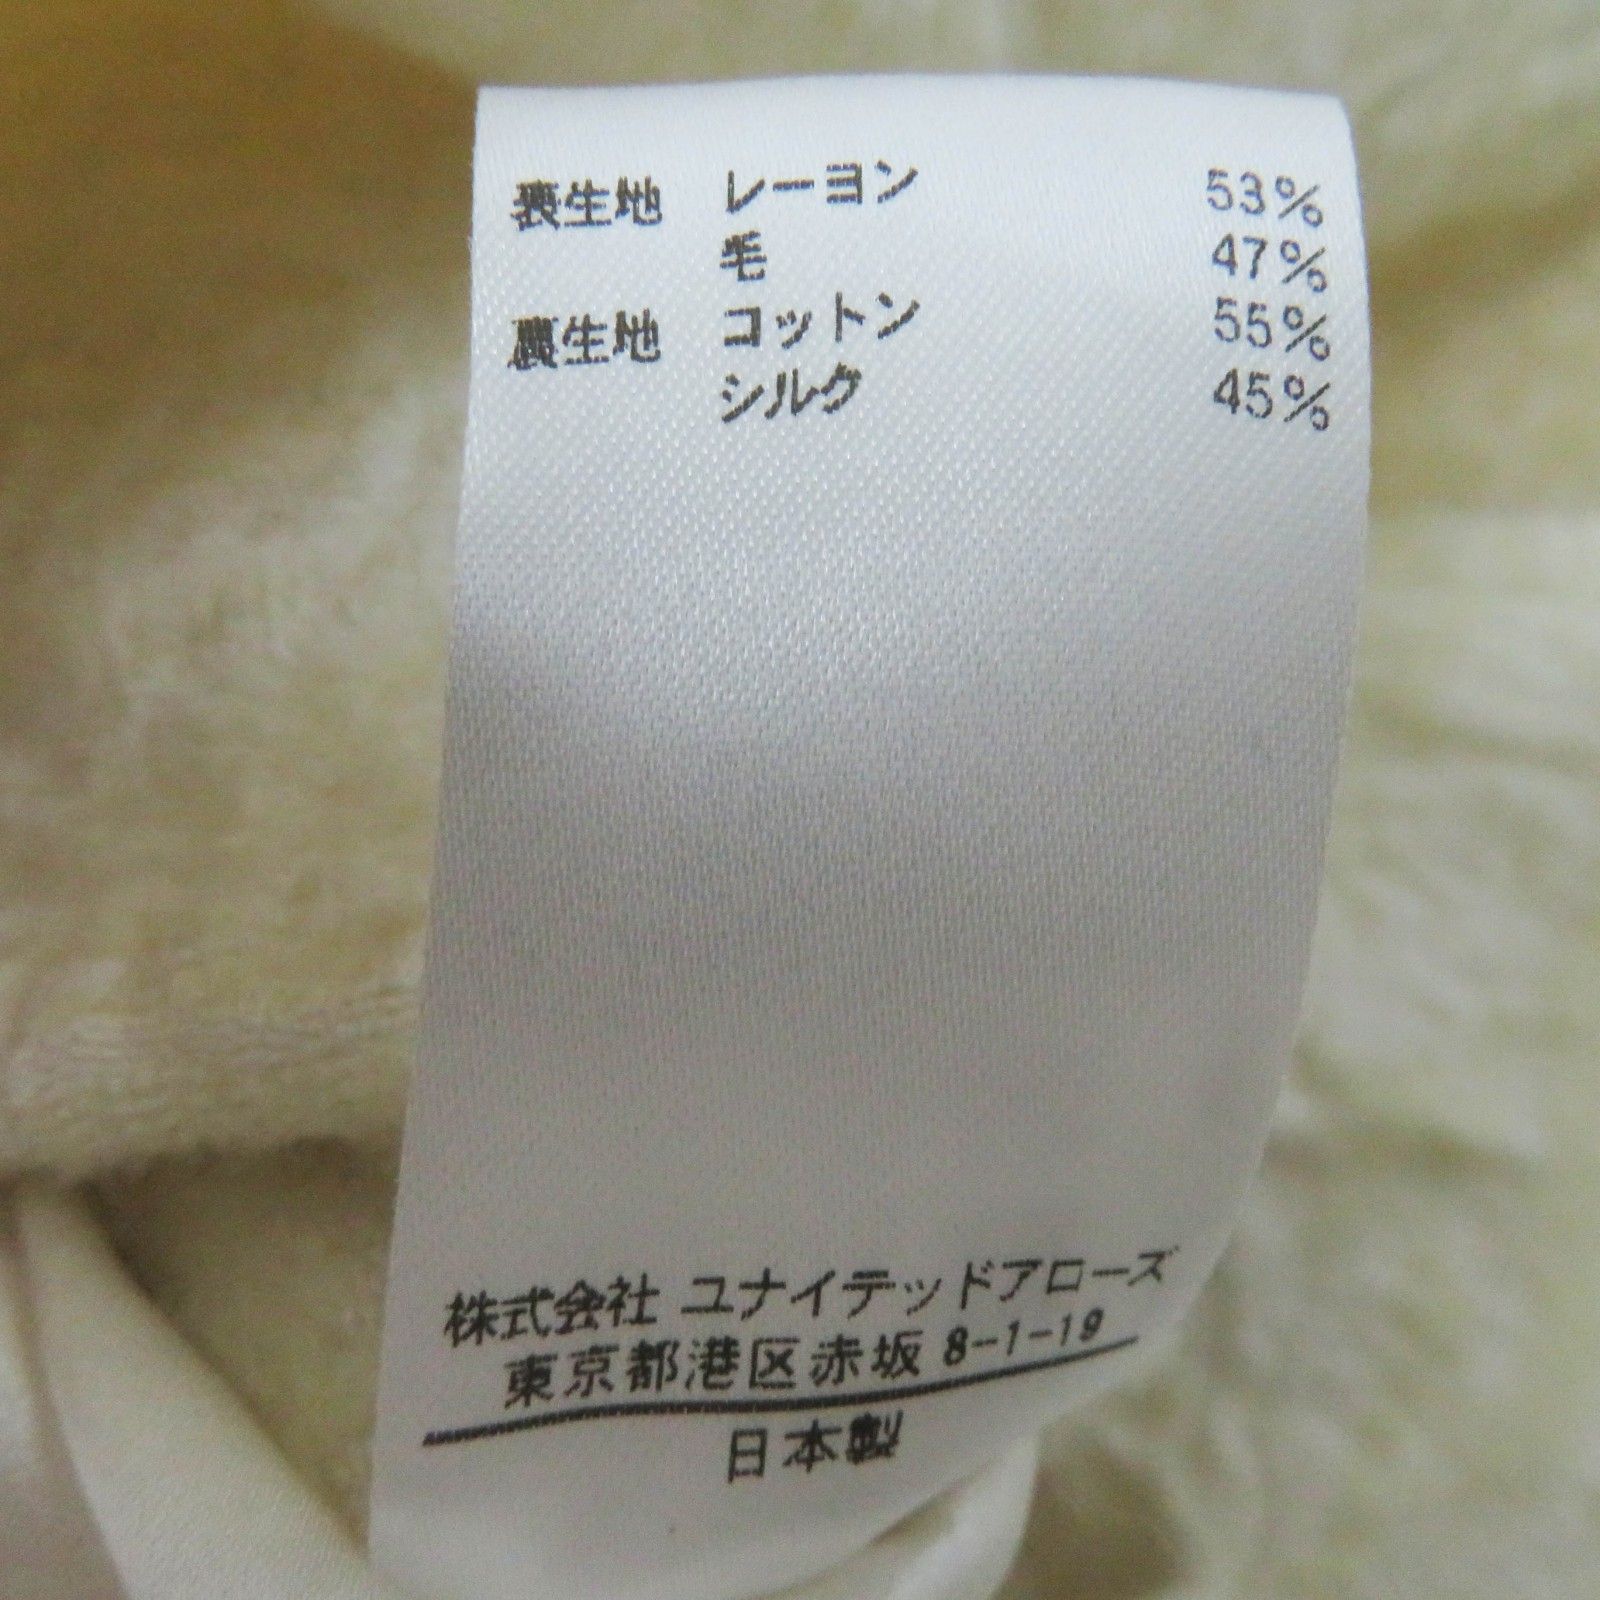 表生地 レーヨン 53%
毛 47%
裏生地 コットン 55%
シルク 45%
株式会社 ユナイテッドアローズ
東京都港区赤坂 8-1-19
日本製